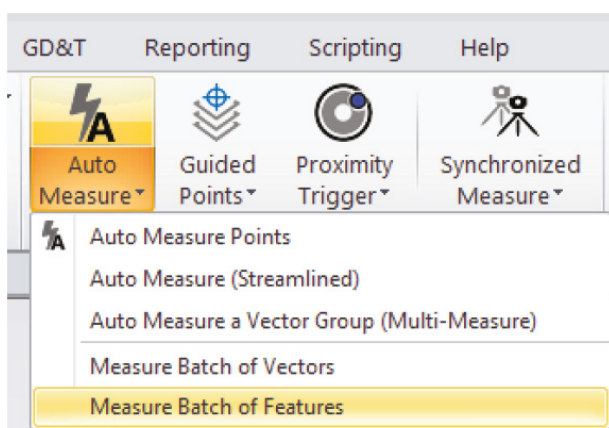 GD&T Reporting Scripting Help
Auto Measure Guided Points Proximity Trigger Synchronized Measure
Auto Measure Points
Auto Measure (Streamlined)
Auto Measure a Vector Group (Multi-Measure)
Measure Batch of Vectors
Measure Batch of Features